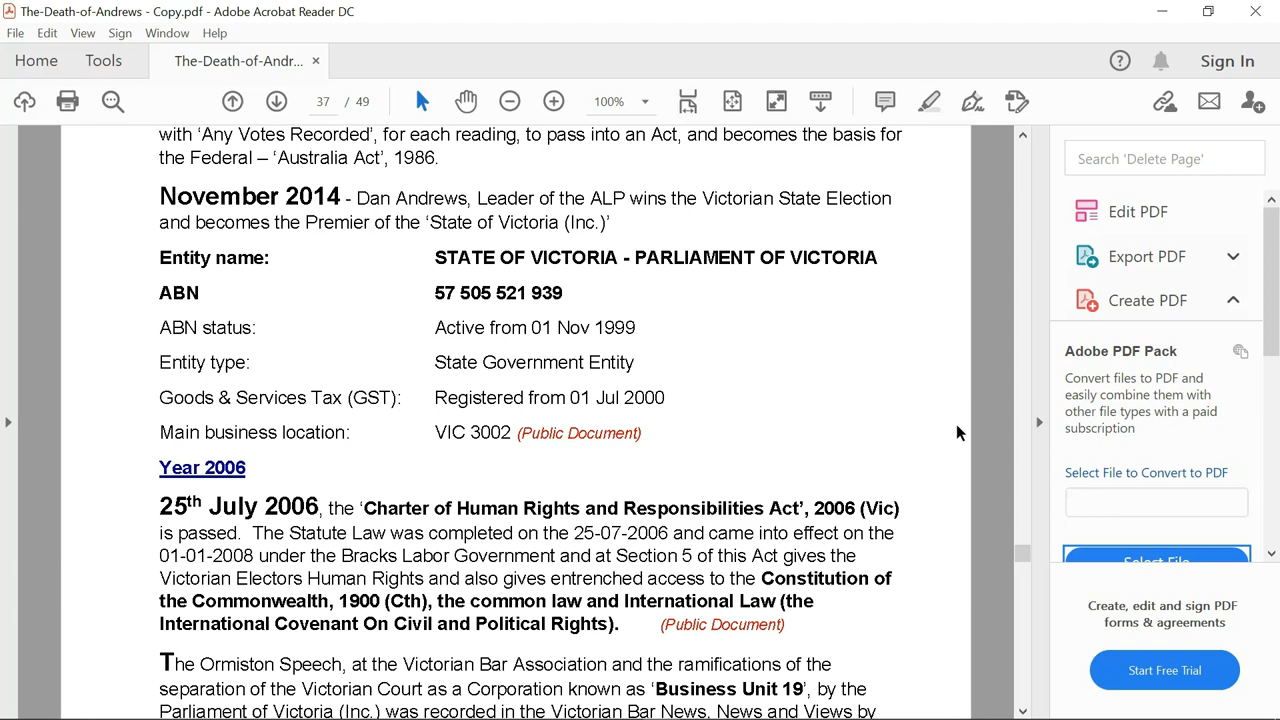 The-Death-of-Andrews - Copy.pdf - Adobe Acrobat Reader DC
File Edit View Sign Window Help
Home Tools The-Death-of-Andr... × Sign In
37 / 49 100%
with ‘Any Votes Recorded’, for each reading, to pass into an Act, and becomes the basis for
the Federal – ‘Australia Act’, 1986.
November 2014 - Dan Andrews, Leader of the ALP wins the Victorian State Election
and becomes the Premier of the ‘State of Victoria (Inc.)’
Entity name: STATE OF VICTORIA - PARLIAMENT OF VICTORIA
ABN 57 505 521 939
ABN status: Active from 01 Nov 1999
Entity type: State Government Entity
Goods & Services Tax (GST): Registered from 01 Jul 2000
Main business location: VIC 3002 (Public Document)
Year 2006
25th July 2006, the ‘Charter of Human Rights and Responsibilities Act’, 2006 (Vic)
is passed. The Statute Law was completed on the 25-07-2006 and came into effect on the
01-01-2008 under the Bracks Labor Government and at Section 5 of this Act gives the
Victorian Electors Human Rights and also gives entrenched access to the Constitution of
the Commonwealth, 1900 (Cth), the common law and International Law (the
International Covenant On Civil and Political Rights). (Public Document)
The Ormiston Speech, at the Victorian Bar Association and the ramifications of the
separation of the Victorian Court as a Corporation known as ‘Business Unit 19’, by the
Parliament of Victoria (Inc.) was recorded in the Victorian Bar News, News and Views by
Search 'Delete Page'
Edit PDF
Export PDF
Create PDF
Adobe PDF Pack
Convert files to PDF and
easily combine them with
other file types with a paid
subscription
Select File to Convert to PDF
Select File
Create, edit and sign PDF
forms & agreements
Start Free Trial